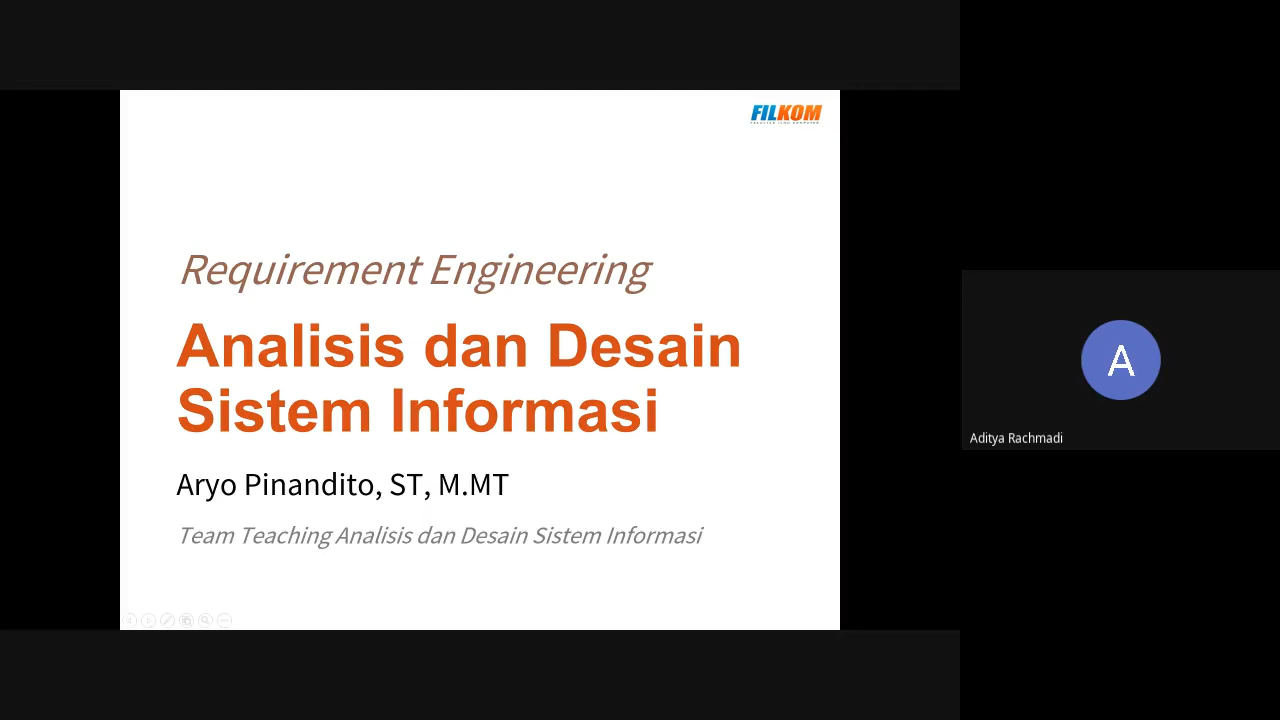 FILKOM
Requirement Engineering
Analisis dan Desain
Sistem Informasi
Aryo Pinandito, ST, M.MT
Team Teaching Analisis dan Desain Sistem Informasi
A
Aditya Rachmadi